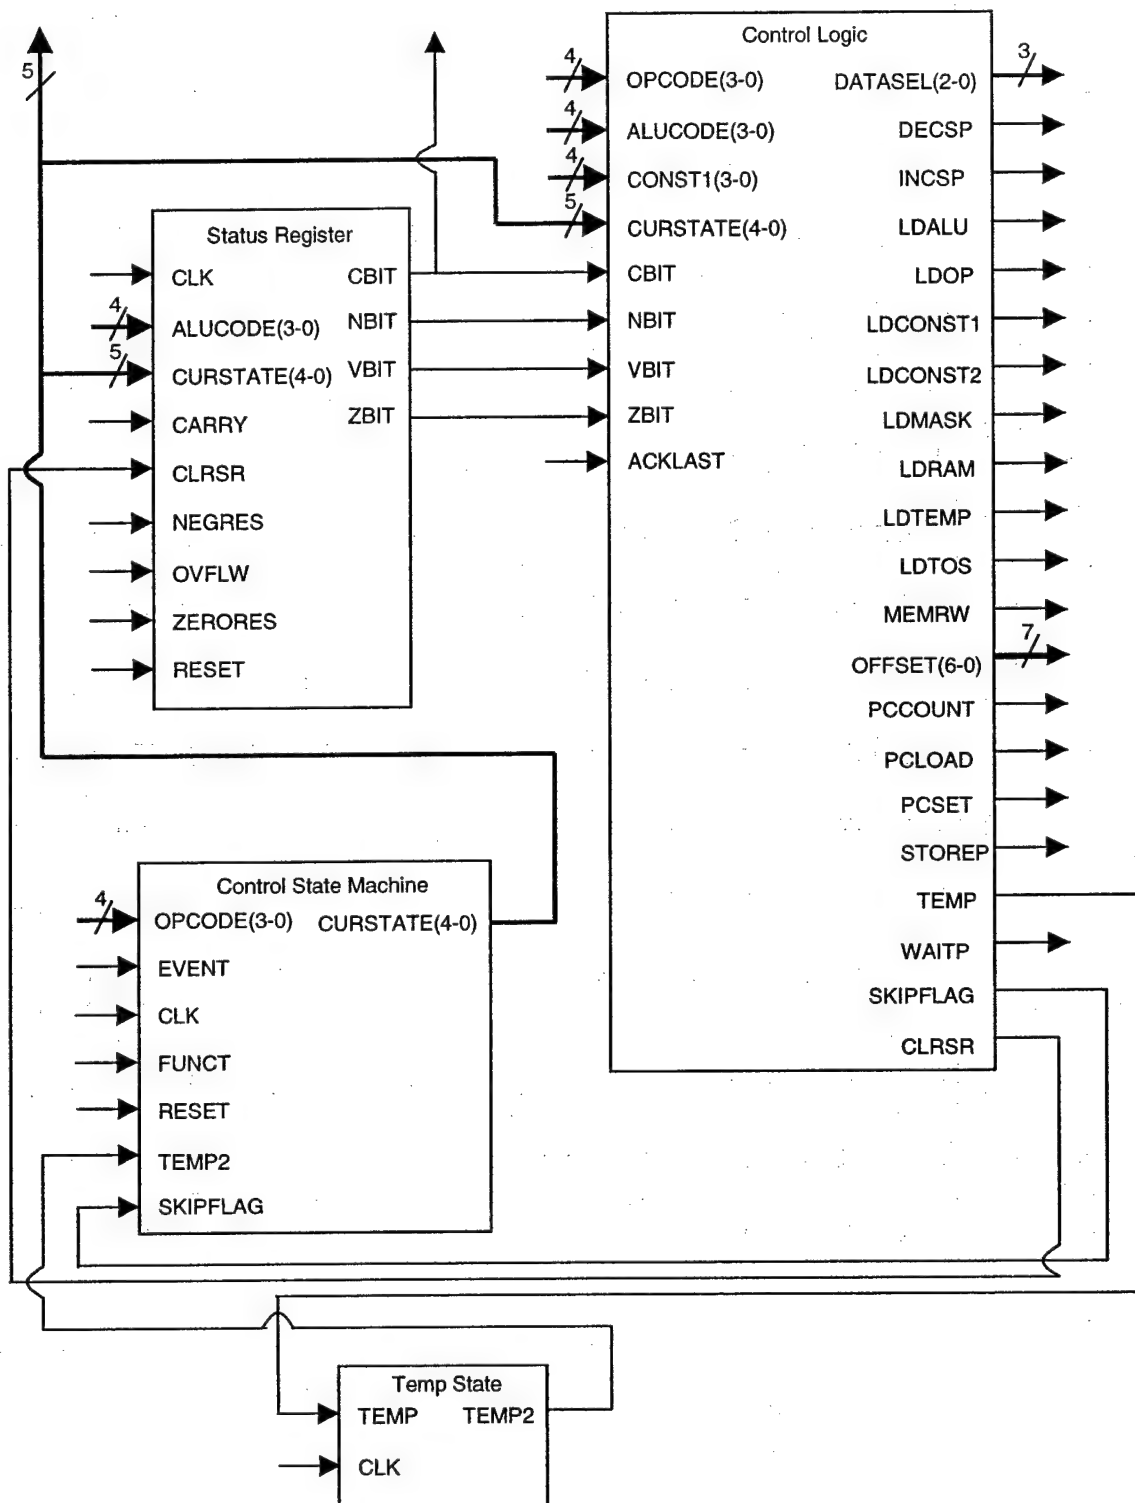 Control Logic
OPCODE(3-0)
ALUCODE(3-0)
CONST1(3-0)
CURSTATE(4-0)
CBIT
NBIT
VBIT
ZBIT
ACKLAST
4
4
4
5
DATASEL(2-0)
3
DECSP
INCSP
LDALU
LDOP
LDCONST1
LDCONST2
LDMASK
LDRAM
LDTEMP
LDTOS
MEMRW
OFFSET(6-0)
7
PCCOUNT
PCLOAD
PCSET
STOREP
TEMP
WAITP
SKIPFLAG
CLRSR
5
Status Register
CLK
4
ALUCODE(3-0)
5
CURSTATE(4-0)
CARRY
CLRSR
NEGRES
OVFLW
ZERORES
RESET
CBIT
NBIT
VBIT
ZBIT
Control State Machine
4
OPCODE(3-0) CURSTATE(4-0)
EVENT
CLK
FUNCT
RESET
TEMP2
SKIPFLAG
Temp State
TEMP TEMP2
CLK